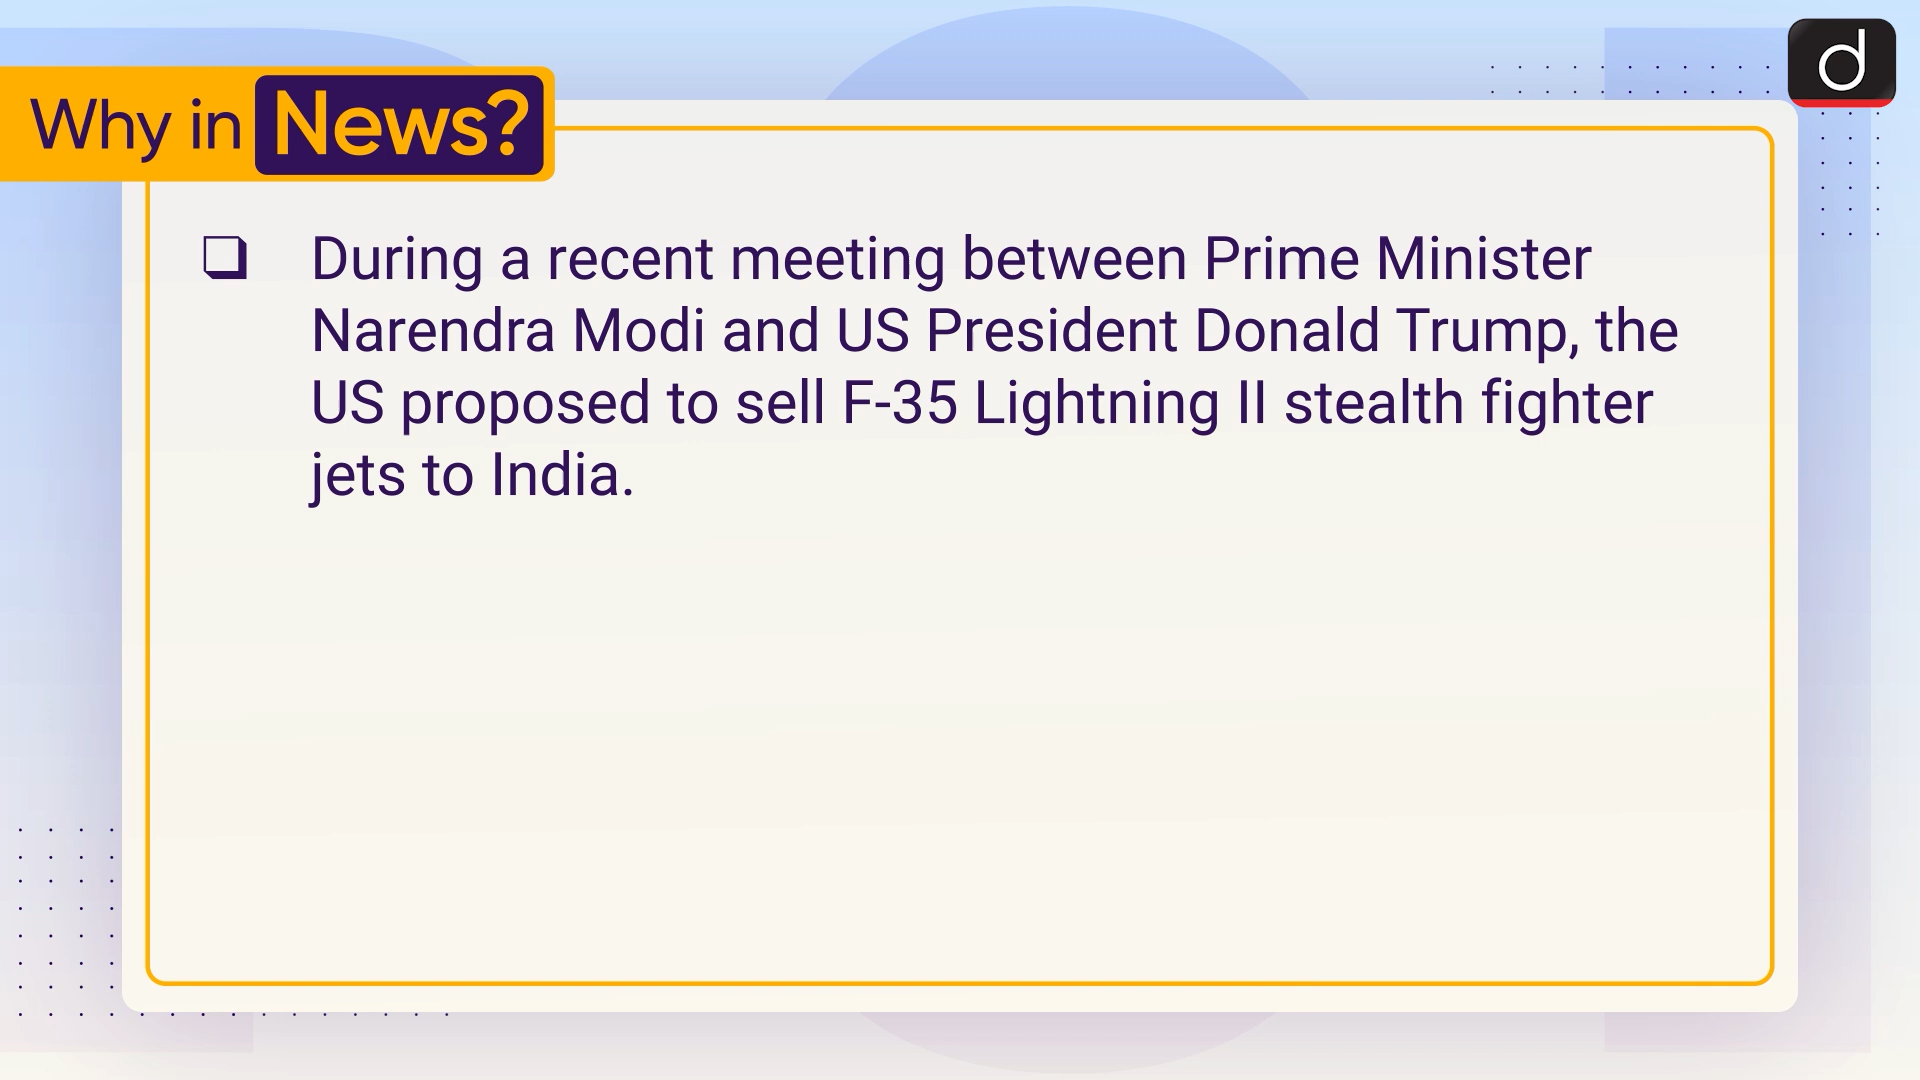 Why in News?
d
❑ During a recent meeting between Prime Minister
Narendra Modi and US President Donald Trump, the
US proposed to sell F-35 Lightning II stealth fighter
jets to India.